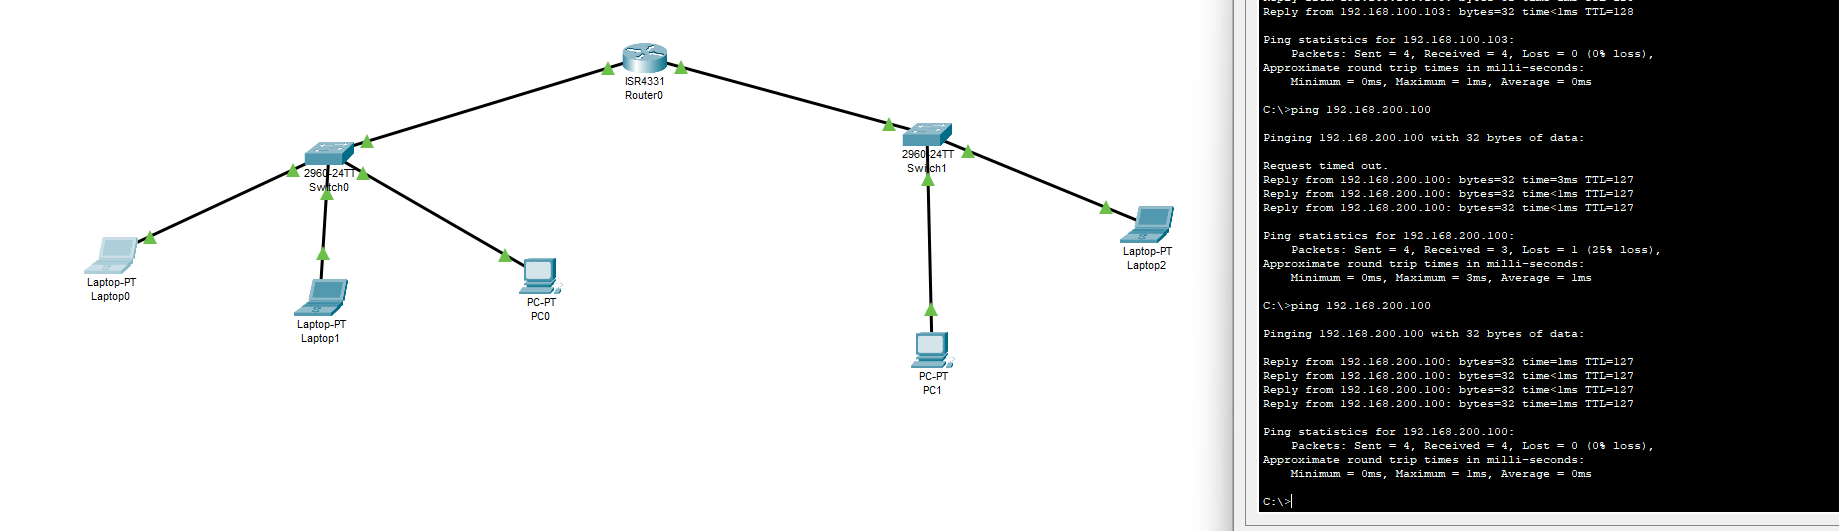 ISR4331
Router0
2960-24TT
Switch0
2960-24TT
Switch1
Laptop-PT
Laptop0
Laptop-PT
Laptop1
PC-PT
PC0
Laptop-PT
Laptop2
PC-PT
PC1
Reply from 192.168.100.103: bytes=32 time<1ms TTL=128
Ping statistics for 192.168.100.103:
Packets: Sent = 4, Received = 4, Lost = 0 (0% loss),
Approximate round trip times in milli-seconds:
Minimum = 0ms, Maximum = 1ms, Average = 0ms
C:\>ping 192.168.200.100
Pinging 192.168.200.100 with 32 bytes of data:
Request timed out.
Reply from 192.168.200.100: bytes=32 time=3ms TTL=127
Reply from 192.168.200.100: bytes=32 time<1ms TTL=127
Reply from 192.168.200.100: bytes=32 time<1ms TTL=127
Ping statistics for 192.168.200.100:
Packets: Sent = 4, Received = 3, Lost = 1 (25% loss),
Approximate round trip times in milli-seconds:
Minimum = 0ms, Maximum = 3ms, Average = 1ms
C:\>ping 192.168.200.100
Pinging 192.168.200.100 with 32 bytes of data:
Reply from 192.168.200.100: bytes=32 time=1ms TTL=127
Reply from 192.168.200.100: bytes=32 time<1ms TTL=127
Reply from 192.168.200.100: bytes=32 time<1ms TTL=127
Reply from 192.168.200.100: bytes=32 time=1ms TTL=127
Ping statistics for 192.168.200.100:
Packets: Sent = 4, Received = 4, Lost = 0 (0% loss),
Approximate round trip times in milli-seconds:
Minimum = 0ms, Maximum = 1ms, Average = 0ms
C:\>